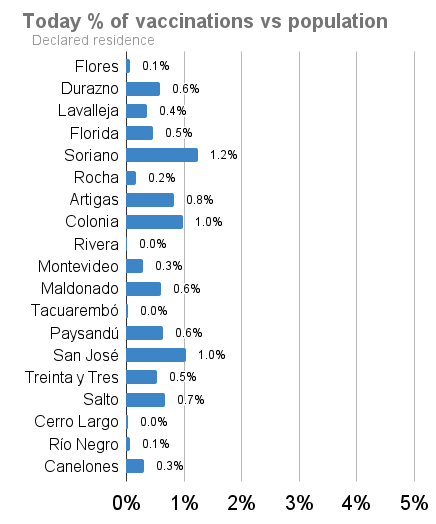 Today % of vaccinations vs population
Declared residence
Flores 0.1%
Durazno 0.6%
Lavalleja 0.4%
Florida 0.5%
Soriano 1.2%
Rocha 0.2%
Artigas 0.8%
Colonia 1.0%
Rivera 0.0%
Montevideo 0.3%
Maldonado 0.6%
Tacuarembó 0.0%
Paysandú 0.6%
San José 1.0%
Treinta y Tres 0.5%
Salto 0.7%
Cerro Largo 0.0%
Río Negro 0.1%
Canelones 0.3%
0% 1% 2% 3% 4% 5%